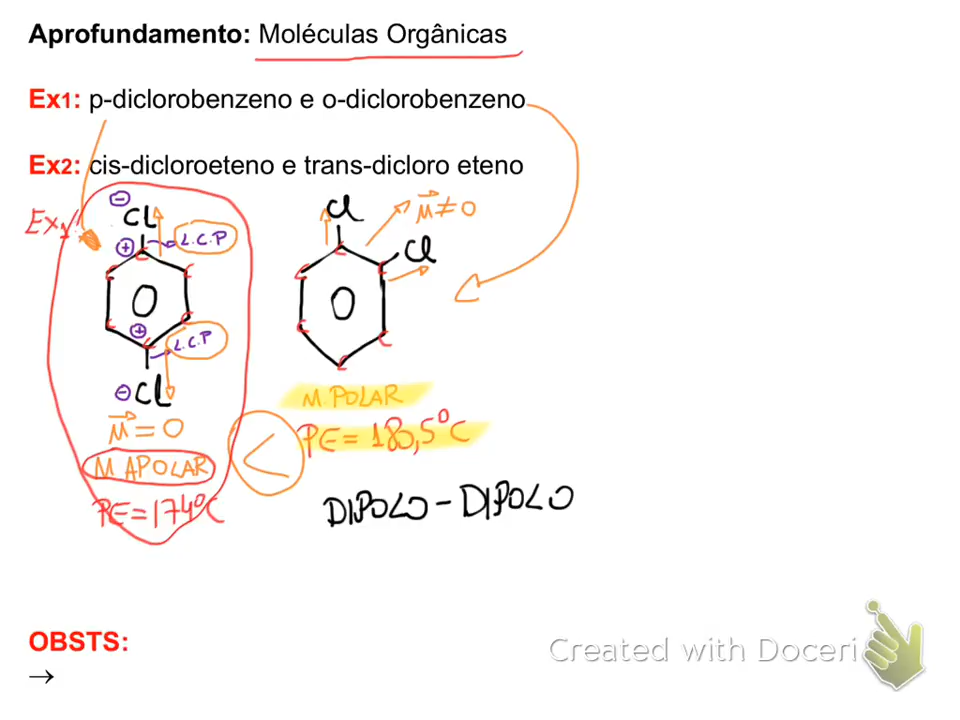 Aprofundamento: Moléculas Orgânicas
Ex1: p-diclorobenzeno e o-diclorobenzeno
Ex2: cis-dicloroeteno e trans-dicloro eteno
Ex1:
⊖
Cl
⊕
L.C.P
⊕
L.C.P
⊖ Cl
μ = 0
M APOLAR
PE = 174°C
<
Cl
μ ≠ 0
Cl
M. POLAR
PE = 180,5°C
DIPOLO - DIPOLO
OBSTS:
→
Created with Doceri